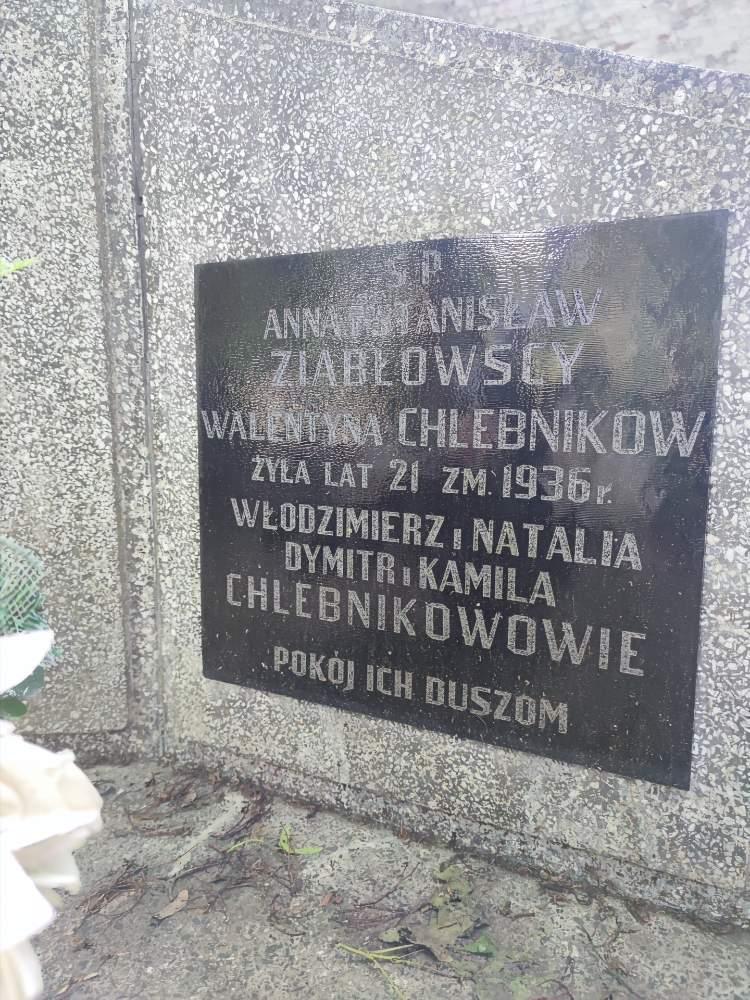 Ś P.
ANNA i STANISŁAW
ZIABŁOWSCY
WALENTYNA CHLEBNIKOW
ŻYŁA LAT 21 ZM. 1936 r.
WŁODZIMIERZ i NATALIA
DYMITR i KAMILA
CHLEBNIKOWOWIE
POKÓJ ICH DUSZOM